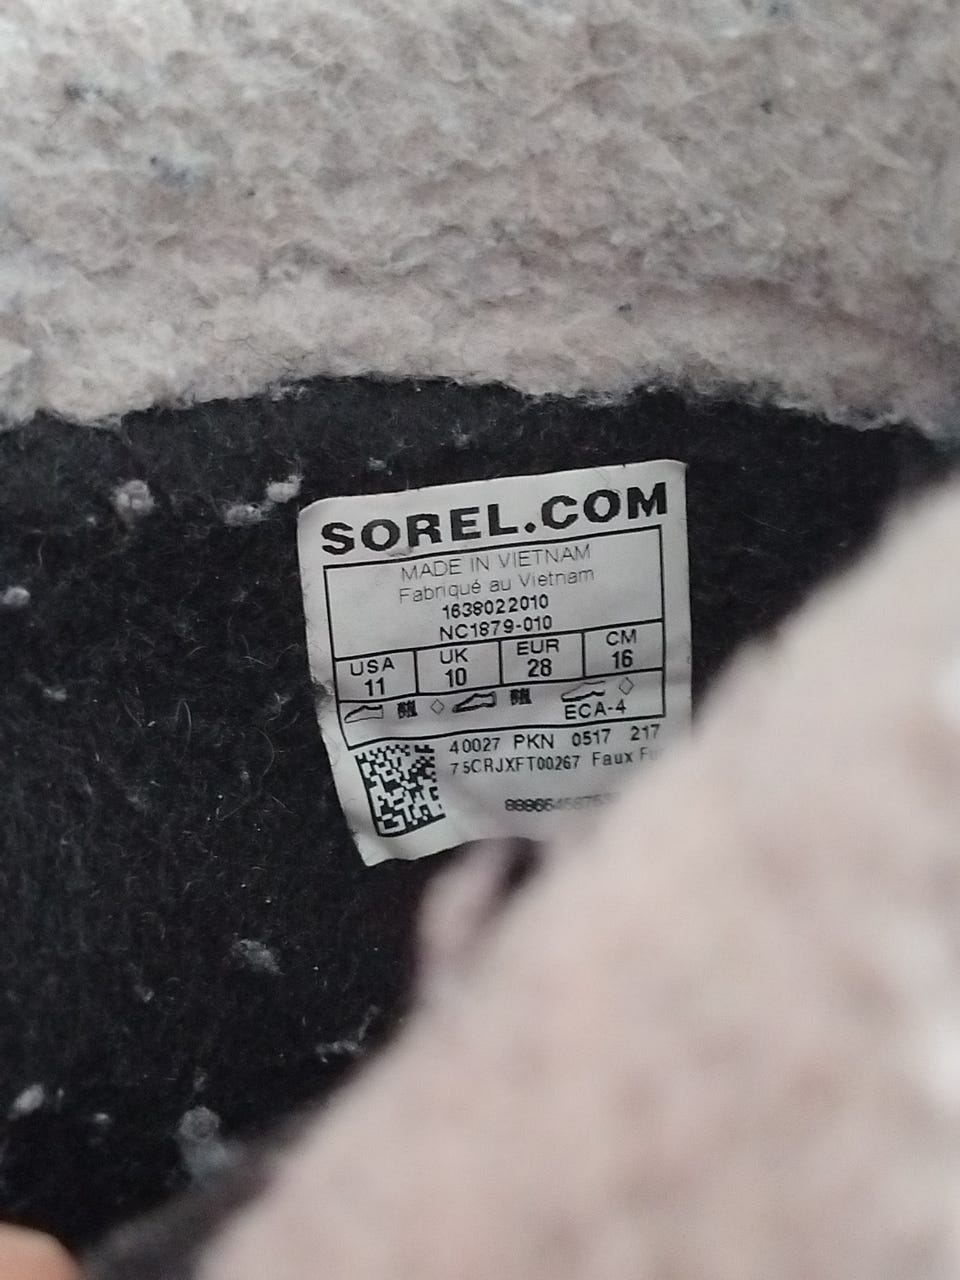 SOREL.COM
MADE IN VIETNAM
Fabriqué au Vietnam
1638022010
NC1879-010
USA UK EUR CM
11 10 28 16
ECA-4
40027 PKN 0517 217
75CRJXFT00267 Faux